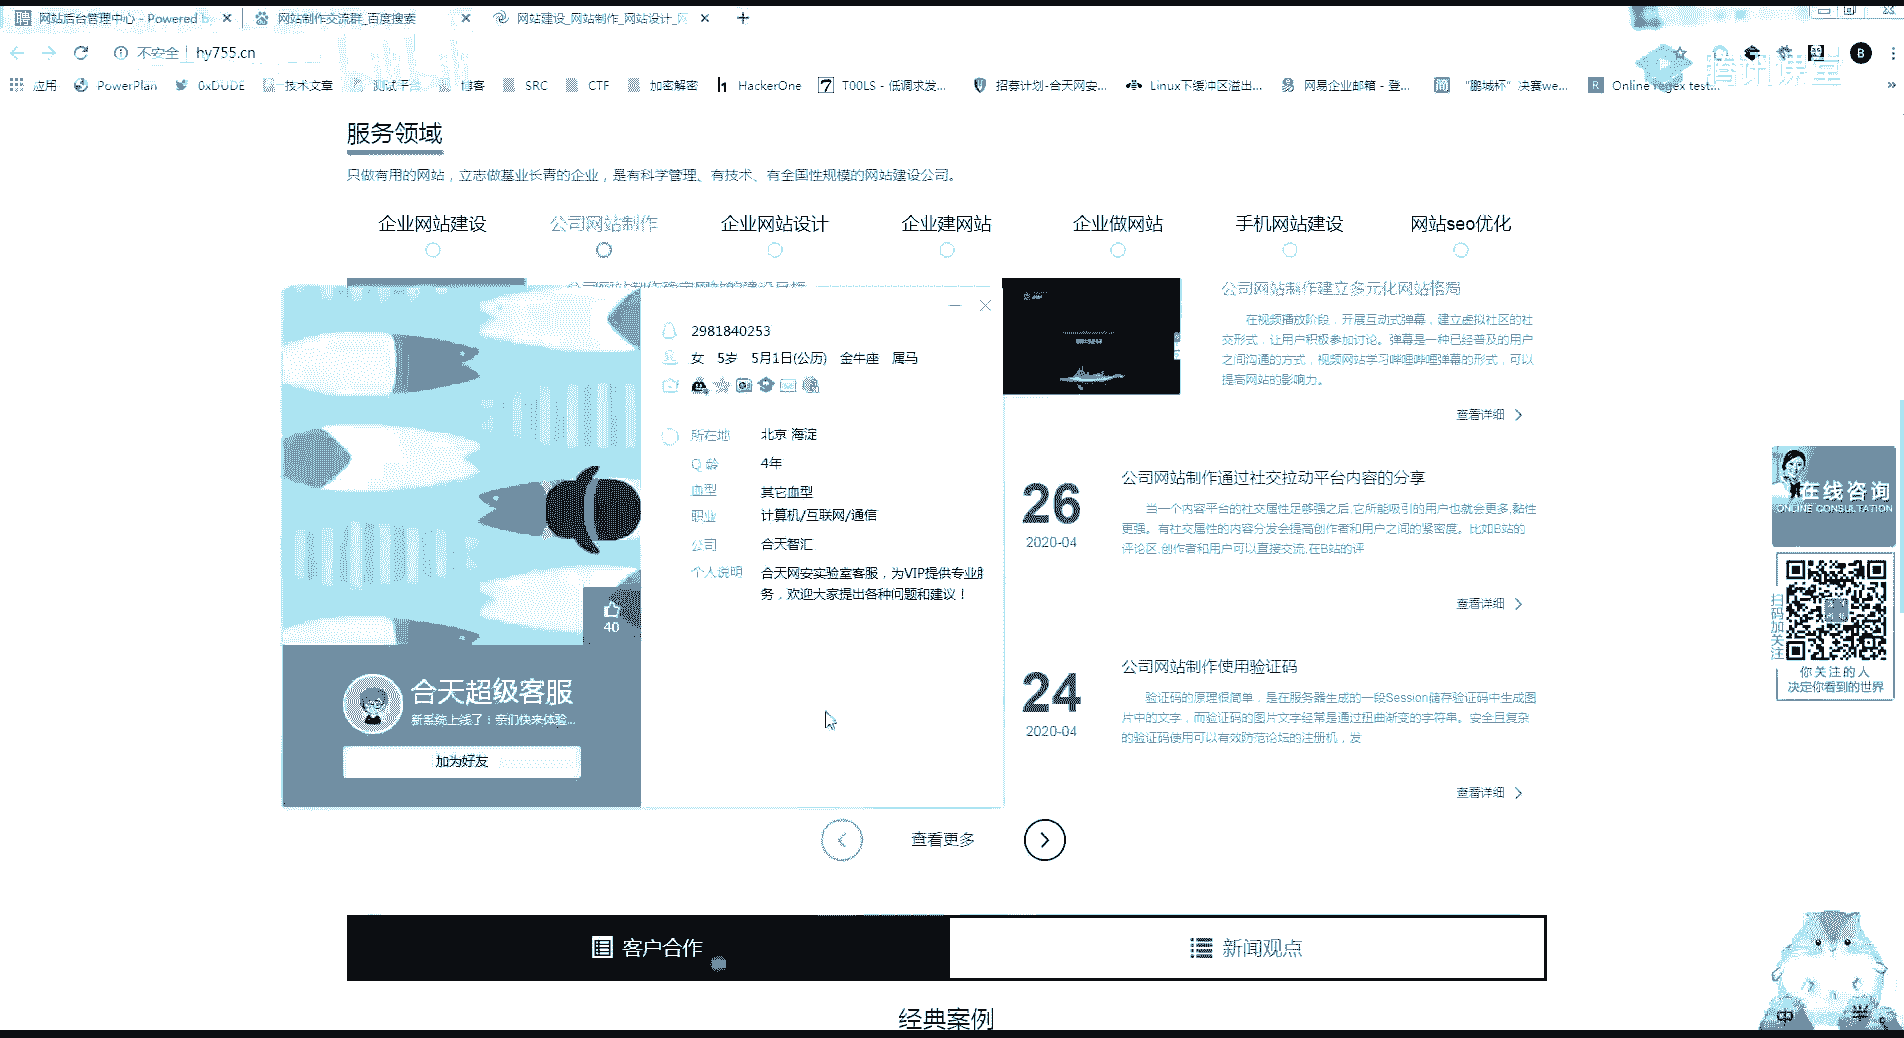 网站后台管理中心 - Powered b
网站制作交流群_百度搜索
网站建设_网站制作_网站设计_
不安全 | hy755.cn
腾讯课堂
应用
PowerPlan
0xDUDE
技术文章
测试平台
博客
SRC
CTF
加密解密
HackerOne
T00LS - 低调求发...
招募计划-合天网安...
Linux下缓冲区溢出...
网易企业邮箱 - 登...
“鹏城杯”决赛we...
Online regex test...
服务领域
只做有用的网站，立志做基业长青的企业，是有科学管理、有技术、有全国性规模的网站建设公司。
企业网站建设
公司网站制作
企业网站设计
企业建网站
企业做网站
手机网站建设
网站seo优化
2981840253
女 5岁 5月1日(公历) 金牛座 属马
所在地 北京 海淀
Q 龄 4年
血型 其它血型
职业 计算机/互联网/通信
公司 合天智汇
个人说明 合天网安实验室客服，为VIP提供专业服
务，欢迎大家提出各种问题和建议！
40
合天超级客服
新系统上线了！亲们快来体验...
加为好友
公司网站制作建立多元化网站格局
在视频播放阶段，开展互动式弹幕，建立虚拟社区的社
交形式，让用户积极参加讨论。弹幕是一种已经普及的用户
之间沟通的方式，视频网站学习哔哩哔哩弹幕的形式，可以
提高网站的影响力。
查看详细
26
2020-04
公司网站制作通过社交拉动平台内容的分享
当一个内容平台的社交属性足够强之后,它所能吸引的用户也就会更多,黏性
更强。有社交属性的内容分发会提高创作者和用户之间的紧密度。比如B站的
评论区,创作者和用户可以直接交流,在B站的评
查看详细
24
2020-04
公司网站制作使用验证码
验证码的原理很简单，是在服务器生成的一段Session储存验证码中生成图
片中的文字，而验证码的图片文字经常是通过扭曲渐变的字符串。安全且复杂
的验证码使用可以有效防范论坛的注册机，发
查看详细
在线咨询
ONLINE CONSULTATION
扫码加关注
你关注的人
决定你看到的世界
查看更多
客户合作
新闻观点
经典案例
中